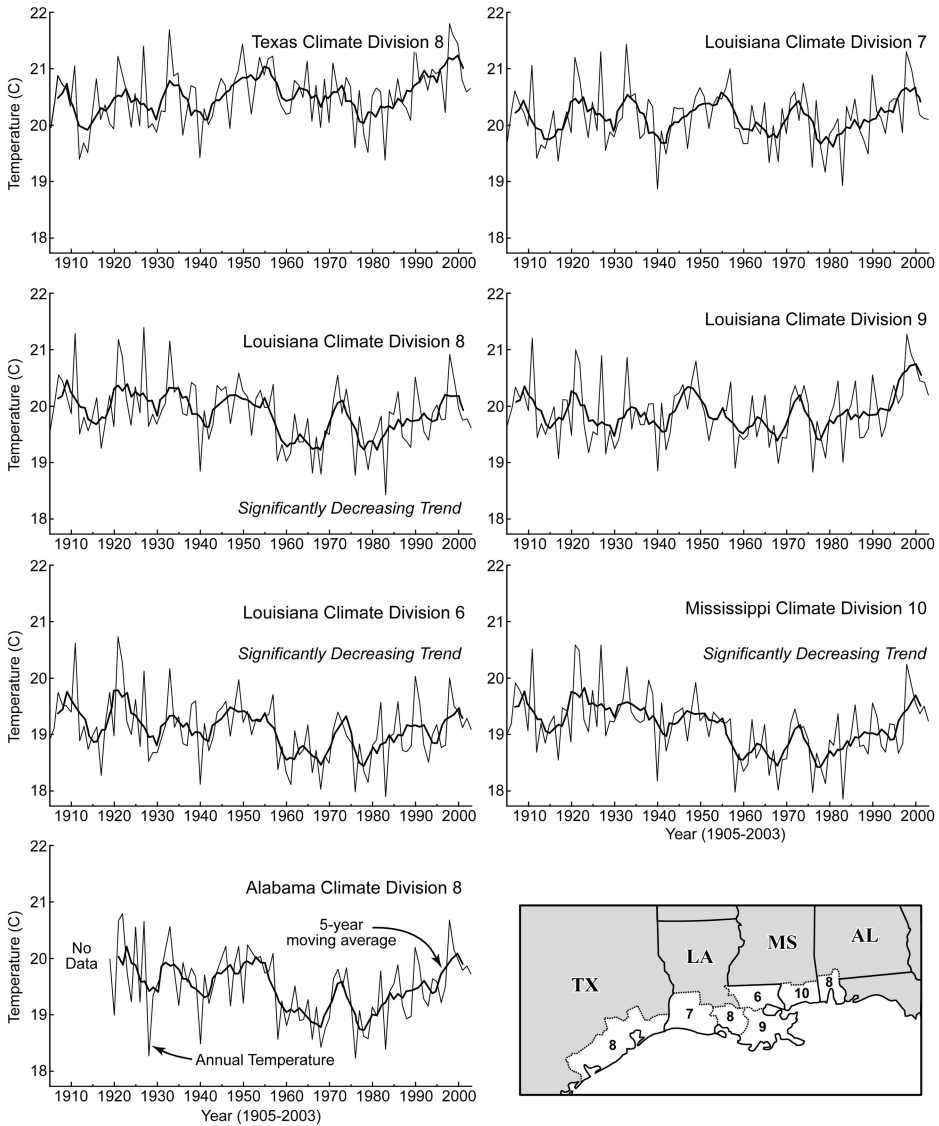 Texas Climate Division 8
Temperature (C)
22
21
20
19
18
1910 1920 1930 1940 1950 1960 1970 1980 1990 2000
Louisiana Climate Division 7
22
21
20
19
18
1910 1920 1930 1940 1950 1960 1970 1980 1990 2000
Louisiana Climate Division 8
Temperature (C)
22
21
20
19
18
Significantly Decreasing Trend
1910 1920 1930 1940 1950 1960 1970 1980 1990 2000
Louisiana Climate Division 9
22
21
20
19
18
1910 1920 1930 1940 1950 1960 1970 1980 1990 2000
Louisiana Climate Division 6
Significantly Decreasing Trend
Temperature (C)
22
21
20
19
18
1910 1920 1930 1940 1950 1960 1970 1980 1990 2000
Mississippi Climate Division 10
Significantly Decreasing Trend
22
21
20
19
18
1910 1920 1930 1940 1950 1960 1970 1980 1990 2000
Year (1905-2003)
Alabama Climate Division 8
Temperature (C)
22
21
20
19
18
No
Data
5-year
moving average
Annual Temperature
1910 1920 1930 1940 1950 1960 1970 1980 1990 2000
Year (1905-2003)
TX
LA
MS
AL
8
7
8
9
6
10
8